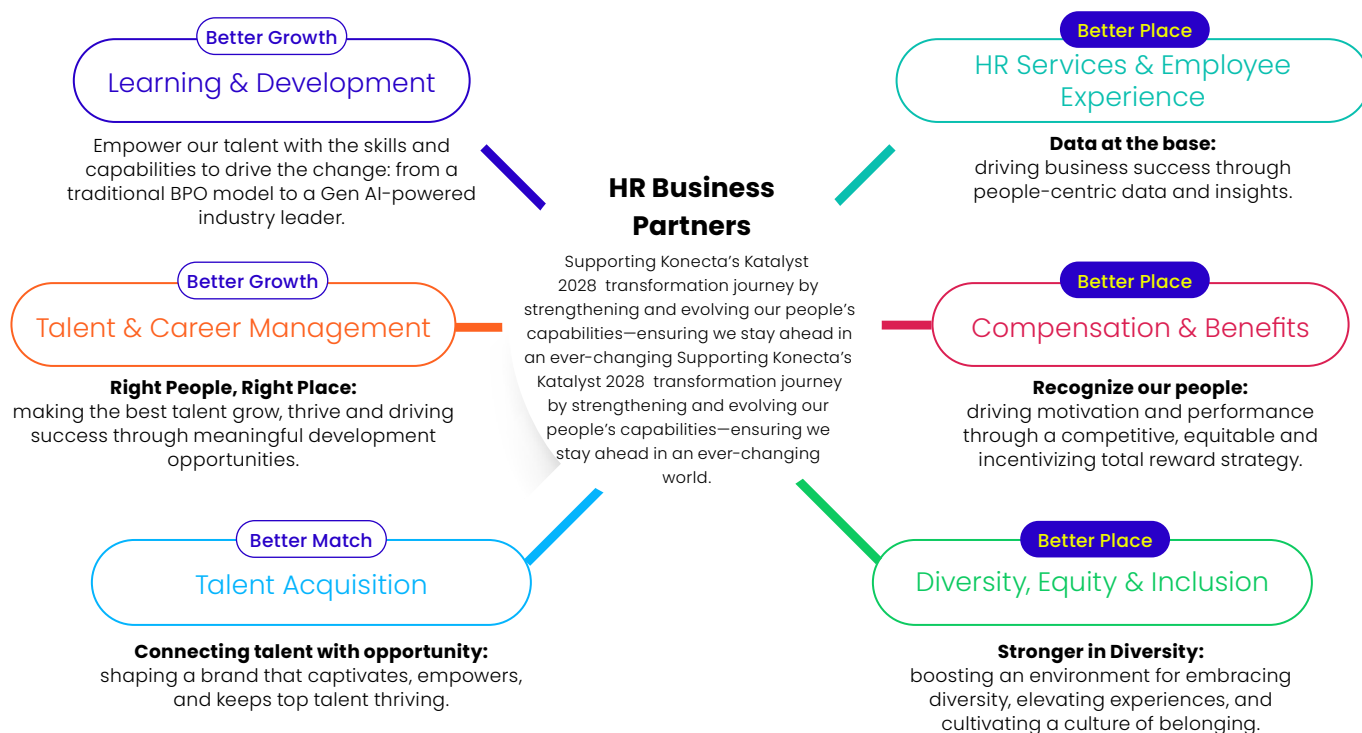 Better Growth
Learning & Development
Empower our talent with the skills and
capabilities to drive the change: from a
traditional BPO model to a Gen AI-powered
industry leader.
Better Growth
Talent & Career Management
Right People, Right Place:
making the best talent grow, thrive and driving
success through meaningful development
opportunities.
Better Match
Talent Acquisition
Connecting talent with opportunity:
shaping a brand that captivates, empowers,
and keeps top talent thriving.
HR Business
Partners
Supporting Konecta's Katalyst
2028 transformation journey by
strengthening and evolving our people's
capabilities—ensuring we stay ahead in
an ever-changing Supporting Konecta's
Katalyst 2028 transformation journey
by strengthening and evolving our
people's capabilities—ensuring we
stay ahead in an ever-changing
world.
Better Place
HR Services & Employee
Experience
Data at the base:
driving business success through
people-centric data and insights.
Better Place
Compensation & Benefits
Recognize our people:
driving motivation and performance
through a competitive, equitable and
incentivizing total reward strategy.
Better Place
Diversity, Equity & Inclusion
Stronger in Diversity:
boosting an environment for embracing
diversity, elevating experiences, and
cultivating a culture of belonging.